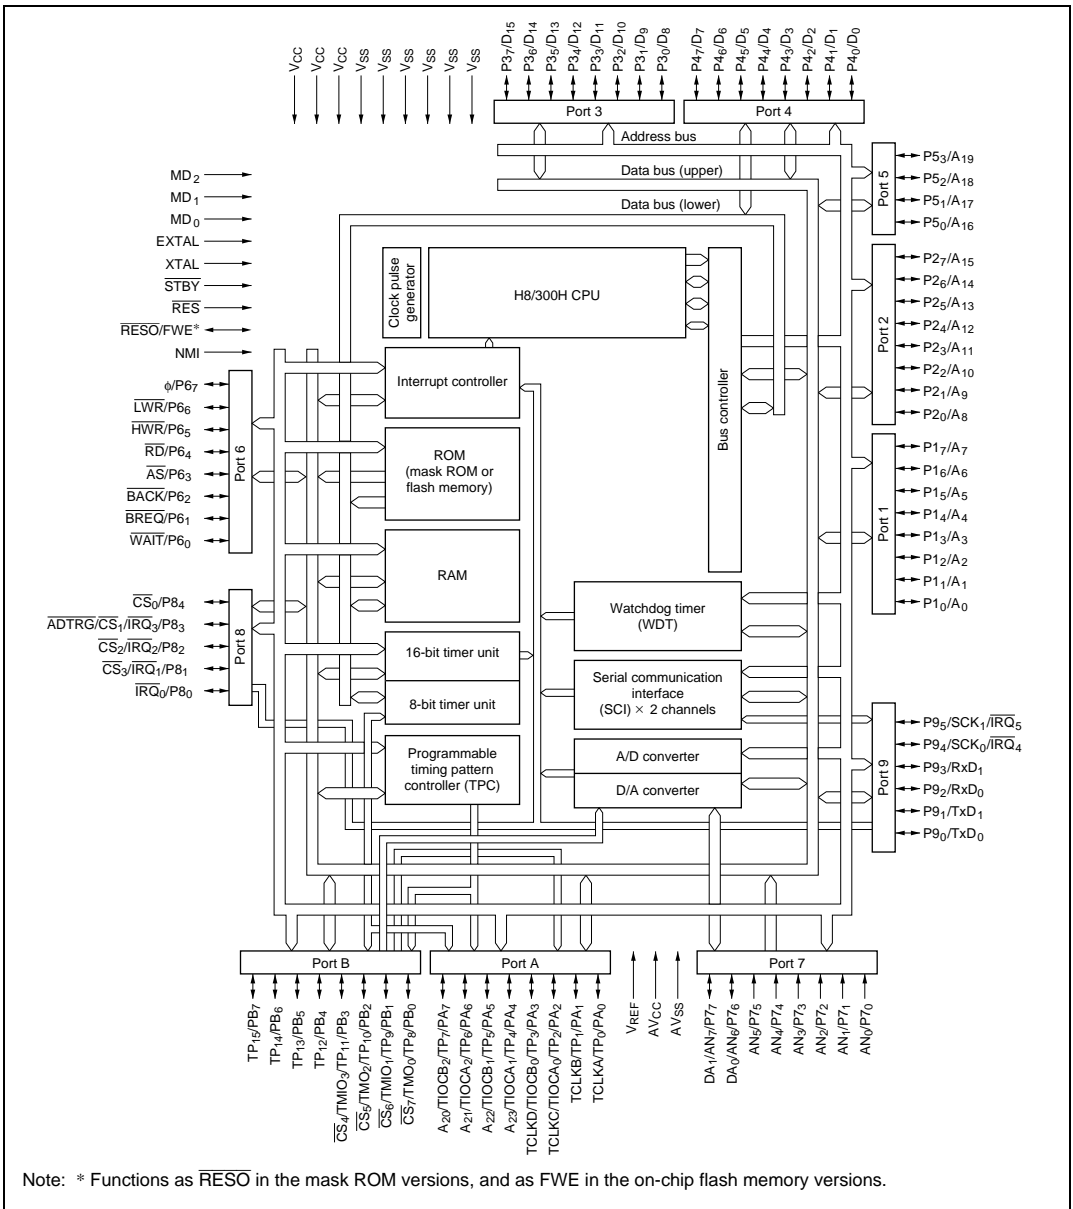 VCC
VCC
VCC
VSS
VSS
VSS
VSS
VSS
VSS
P37/D15
P36/D14
P35/D13
P34/D12
P33/D11
P32/D10
P31/D9
P30/D8
P47/D7
P46/D6
P45/D5
P44/D4
P43/D3
P42/D2
P41/D1
P40/D0
Port 3
Port 4
Address bus
Data bus (upper)
Data bus (lower)
MD2
MD1
MD0
EXTAL
XTAL
STBY
RES
RESO/FWE*
NMI
Port 5
P53/A19
P52/A18
P51/A17
P50/A16
Clock pulse
generator
H8/300H CPU
Bus controller
Port 2
P27/A15
P26/A14
P25/A13
P24/A12
P23/A11
P22/A10
P21/A9
P20/A8
φ/P67
LWR/P66
HWR/P65
RD/P64
AS/P63
BACK/P62
BREQ/P61
WAIT/P60
Port 6
Interrupt controller
ROM
(mask ROM or
flash memory)
RAM
Port 1
P17/A7
P16/A6
P15/A5
P14/A4
P13/A3
P12/A2
P11/A1
P10/A0
CS0/P84
ADTRG/CS1/IRQ3/P83
CS2/IRQ2/P82
CS3/IRQ1/P81
IRQ0/P80
Port 8
16-bit timer unit
8-bit timer unit
Programmable
timing pattern
controller (TPC)
Watchdog timer
(WDT)
Serial communication
interface
(SCI) × 2 channels
A/D converter
D/A converter
Port 9
P95/SCK1/IRQ5
P94/SCK0/IRQ4
P93/RxD1
P92/RxD0
P91/TxD1
P90/TxD0
Port B
Port A
Port 7
TP15/PB7
TP14/PB6
TP13/PB5
TP12/PB4
CS4/TMIO3/TP11/PB3
CS5/TMO2/TP10/PB2
CS6/TMIO1/TP9/PB1
CS7/TMO0/TP8/PB0
A20/TIOCB2/TP7/PA7
A21/TIOCA2/TP6/PA6
A22/TIOCB1/TP5/PA5
A23/TIOCA1/TP4/PA4
TCLKD/TIOCB0/TP3/PA3
TCLKC/TIOCA0/TP2/PA2
TCLKB/TP1/PA1
TCLKA/TP0/PA0
VREF
AVCC
AVSS
DA1/AN7/P77
DA0/AN6/P76
AN5/P75
AN4/P74
AN3/P73
AN2/P72
AN1/P71
AN0/P70
Note: * Functions as RESO in the mask ROM versions, and as FWE in the on-chip flash memory versions.